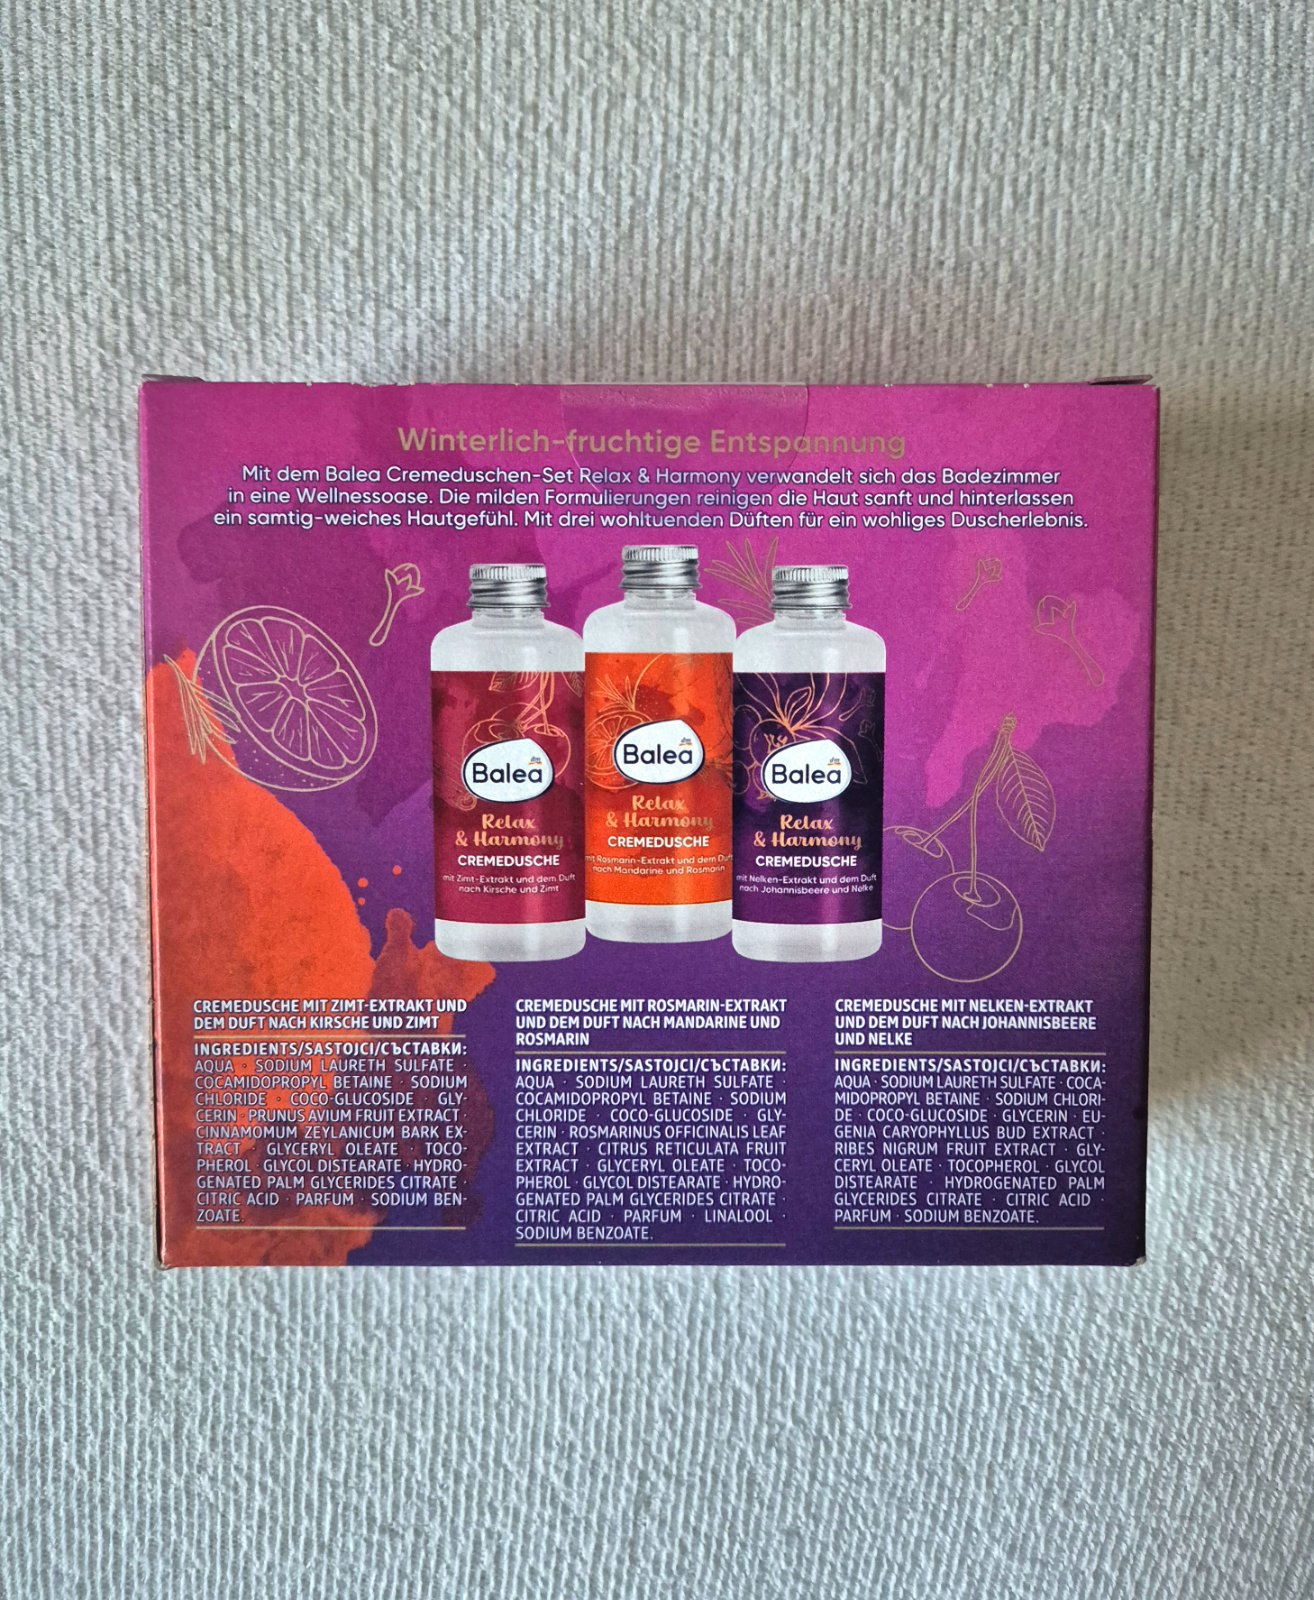 Winterlich-fruchtige Entspannung
Mit dem Balea Cremeduschen-Set Relax & Harmony verwandelt sich das Badezimmer
in eine Wellnessoase. Die milden Formulierungen reinigen die Haut sanft und hinterlassen
ein samtig-weiches Hautgefühl. Mit drei wohltuenden Düften für ein wohliges Duscherlebnis.
dm
Balea
Relax
& Harmony
CREMEDUSCHE
mit Zimt-Extrakt und dem Duft
nach Kirsche und Zimt
dm
Balea
Relax
& Harmony
CREMEDUSCHE
mit Rosmarin-Extrakt und dem Duft
nach Mandarine und Rosmarin
dm
Balea
Relax
& Harmony
CREMEDUSCHE
mit Nelken-Extrakt und dem Duft
nach Johannisbeere und Nelke
CREMEDUSCHE MIT ZIMT-EXTRAKT UND
DEM DUFT NACH KIRSCHE UND ZIMT
INGREDIENTS/SASTOJCI/СЪСТАВКИ:
AQUA · SODIUM LAURETH SULFATE ·
COCAMIDOPROPYL BETAINE · SODIUM
CHLORIDE · COCO-GLUCOSIDE · GLY-
CERIN · PRUNUS AVIUM FRUIT EXTRACT ·
CINNAMOMUM ZEYLANICUM BARK EX-
TRACT · GLYCERYL OLEATE · TOCO-
PHEROL · GLYCOL DISTEARATE · HYDRO-
GENATED PALM GLYCERIDES CITRATE ·
CITRIC ACID · PARFUM · SODIUM BEN-
ZOATE.
CREMEDUSCHE MIT ROSMARIN-EXTRAKT
UND DEM DUFT NACH MANDARINE UND
ROSMARIN
INGREDIENTS/SASTOJCI/СЪСТАВКИ:
AQUA · SODIUM LAURETH SULFATE ·
COCAMIDOPROPYL BETAINE · SODIUM
CHLORIDE · COCO-GLUCOSIDE · GLY-
CERIN · ROSMARINUS OFFICINALIS LEAF
EXTRACT · CITRUS RETICULATA FRUIT
EXTRACT · GLYCERYL OLEATE · TOCO-
PHEROL · GLYCOL DISTEARATE · HYDRO-
GENATED PALM GLYCERIDES CITRATE ·
CITRIC ACID · PARFUM · LINALOOL ·
SODIUM BENZOATE.
CREMEDUSCHE MIT NELKEN-EXTRAKT
UND DEM DUFT NACH JOHANNISBEERE
UND NELKE
INGREDIENTS/SASTOJCI/СЪСТАВКИ:
AQUA · SODIUM LAURETH SULFATE · COCA-
MIDOPROPYL BETAINE · SODIUM CHLORI-
DE · COCO-GLUCOSIDE · GLYCERIN · EU-
GENIA CARYOPHYLLUS BUD EXTRACT ·
RIBES NIGRUM FRUIT EXTRACT · GLY-
CERYL OLEATE · TOCOPHEROL · GLYCOL
DISTEARATE · HYDROGENATED PALM
GLYCERIDES CITRATE · CITRIC ACID ·
PARFUM · SODIUM BENZOATE.